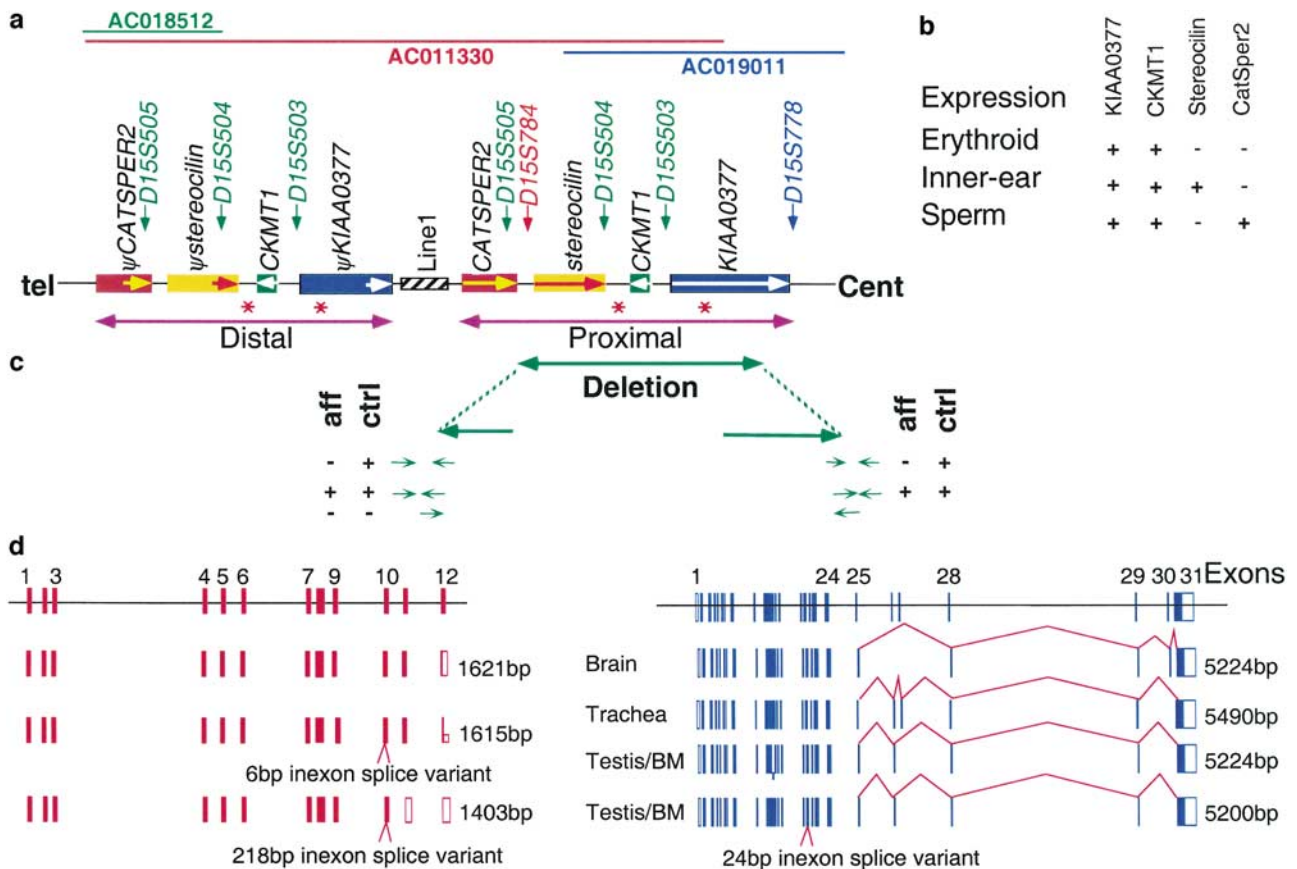 a
AC018512
AC011330
AC019011
ψCATSPER2
D15S505
ψstereocilin
D15S504
CKMT1
D15S503
ψKIAA0377
Line1
CATSPER2
D15S505
D15S784
stereocilin
D15S504
CKMT1
D15S503
KIAA0377
D15S778
tel
Cent
* * * *
Distal
Proximal
b
Expression KIAA0377 CKMT1 Stereocilin CatSper2
Erythroid + + - -
Inner-ear + + + -
Sperm + + - +
c
Deletion
aff ctrl
- +
+ +
- -
aff ctrl
- +
+ +
d
1 3 4 5 6 7 9 10 12
1621bp
1615bp
6bp inexon splice variant
1403bp
218bp inexon splice variant
1 24 25 28 29 30 31 Exons
Brain 5224bp
Trachea 5490bp
Testis/BM 5224bp
Testis/BM 5200bp
24bp inexon splice variant